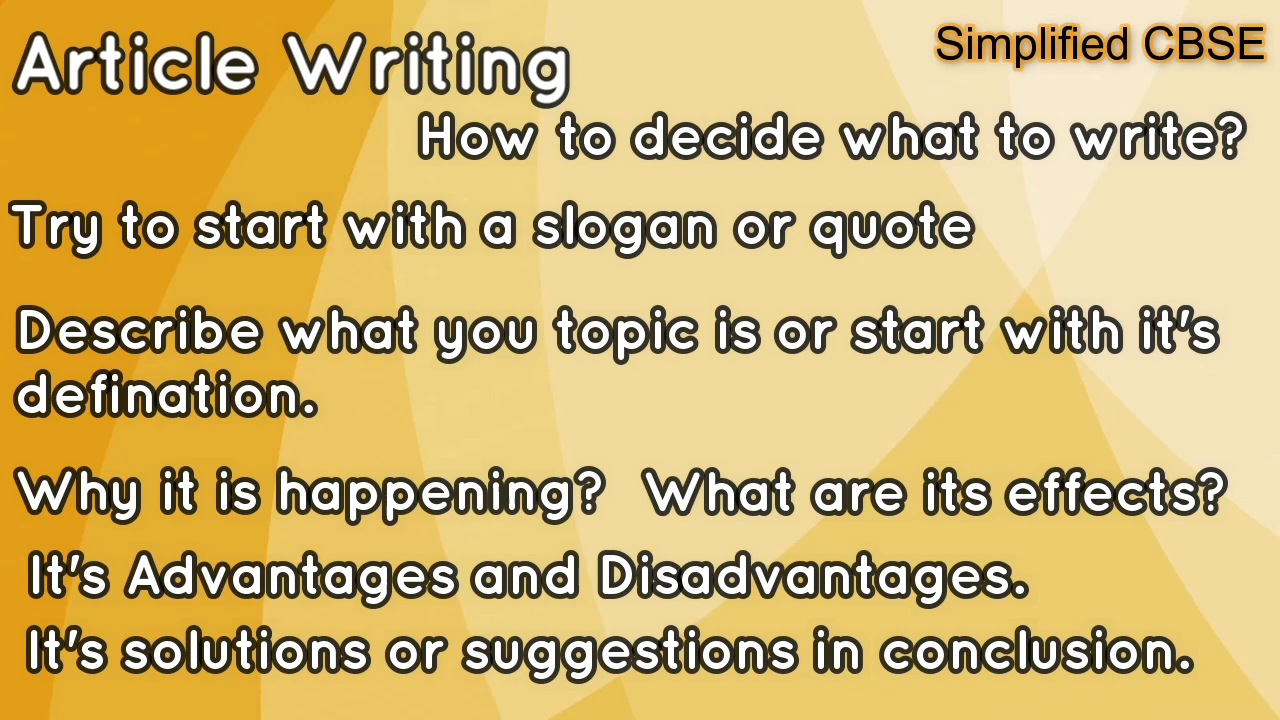 Article Writing
Simplified CBSE
How to decide what to write?
Try to start with a slogan or quote
Describe what you topic is or start with it's
defination.
Why it is happening? What are its effects?
It's Advantages and Disadvantages.
It's solutions or suggestions in conclusion.